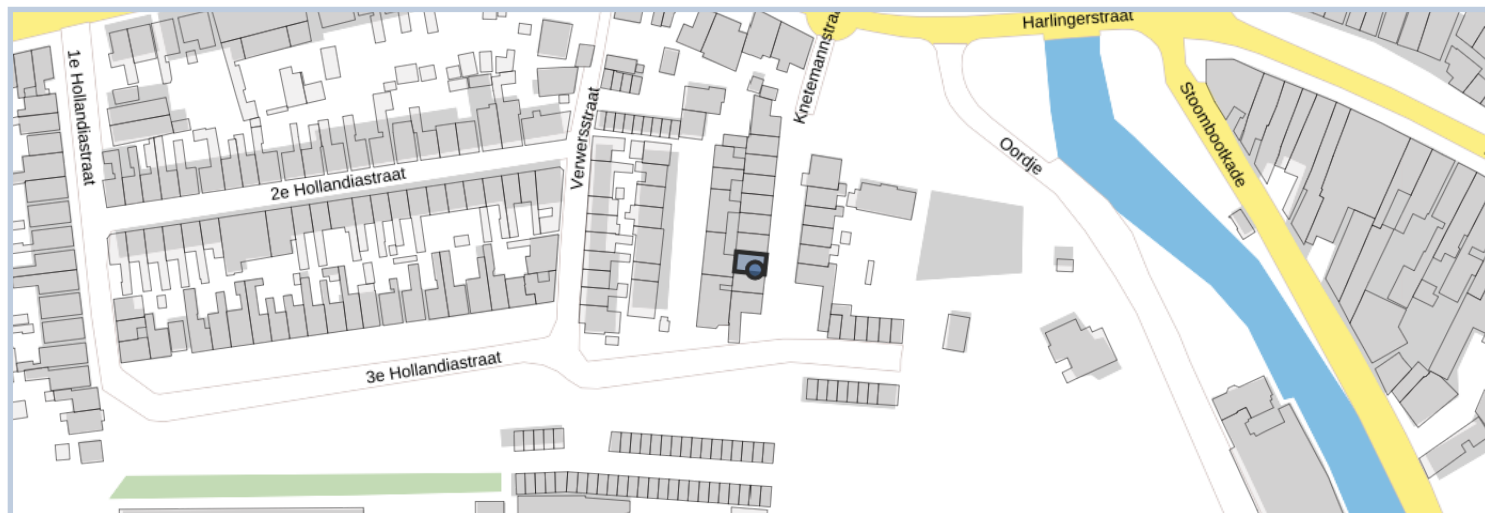 Harlingerstraat
1e Hollandiastraat
Knetemannstraat
Verwersstraat
Stoombootkade
Oordje
2e Hollandiastraat
3e Hollandiastraat